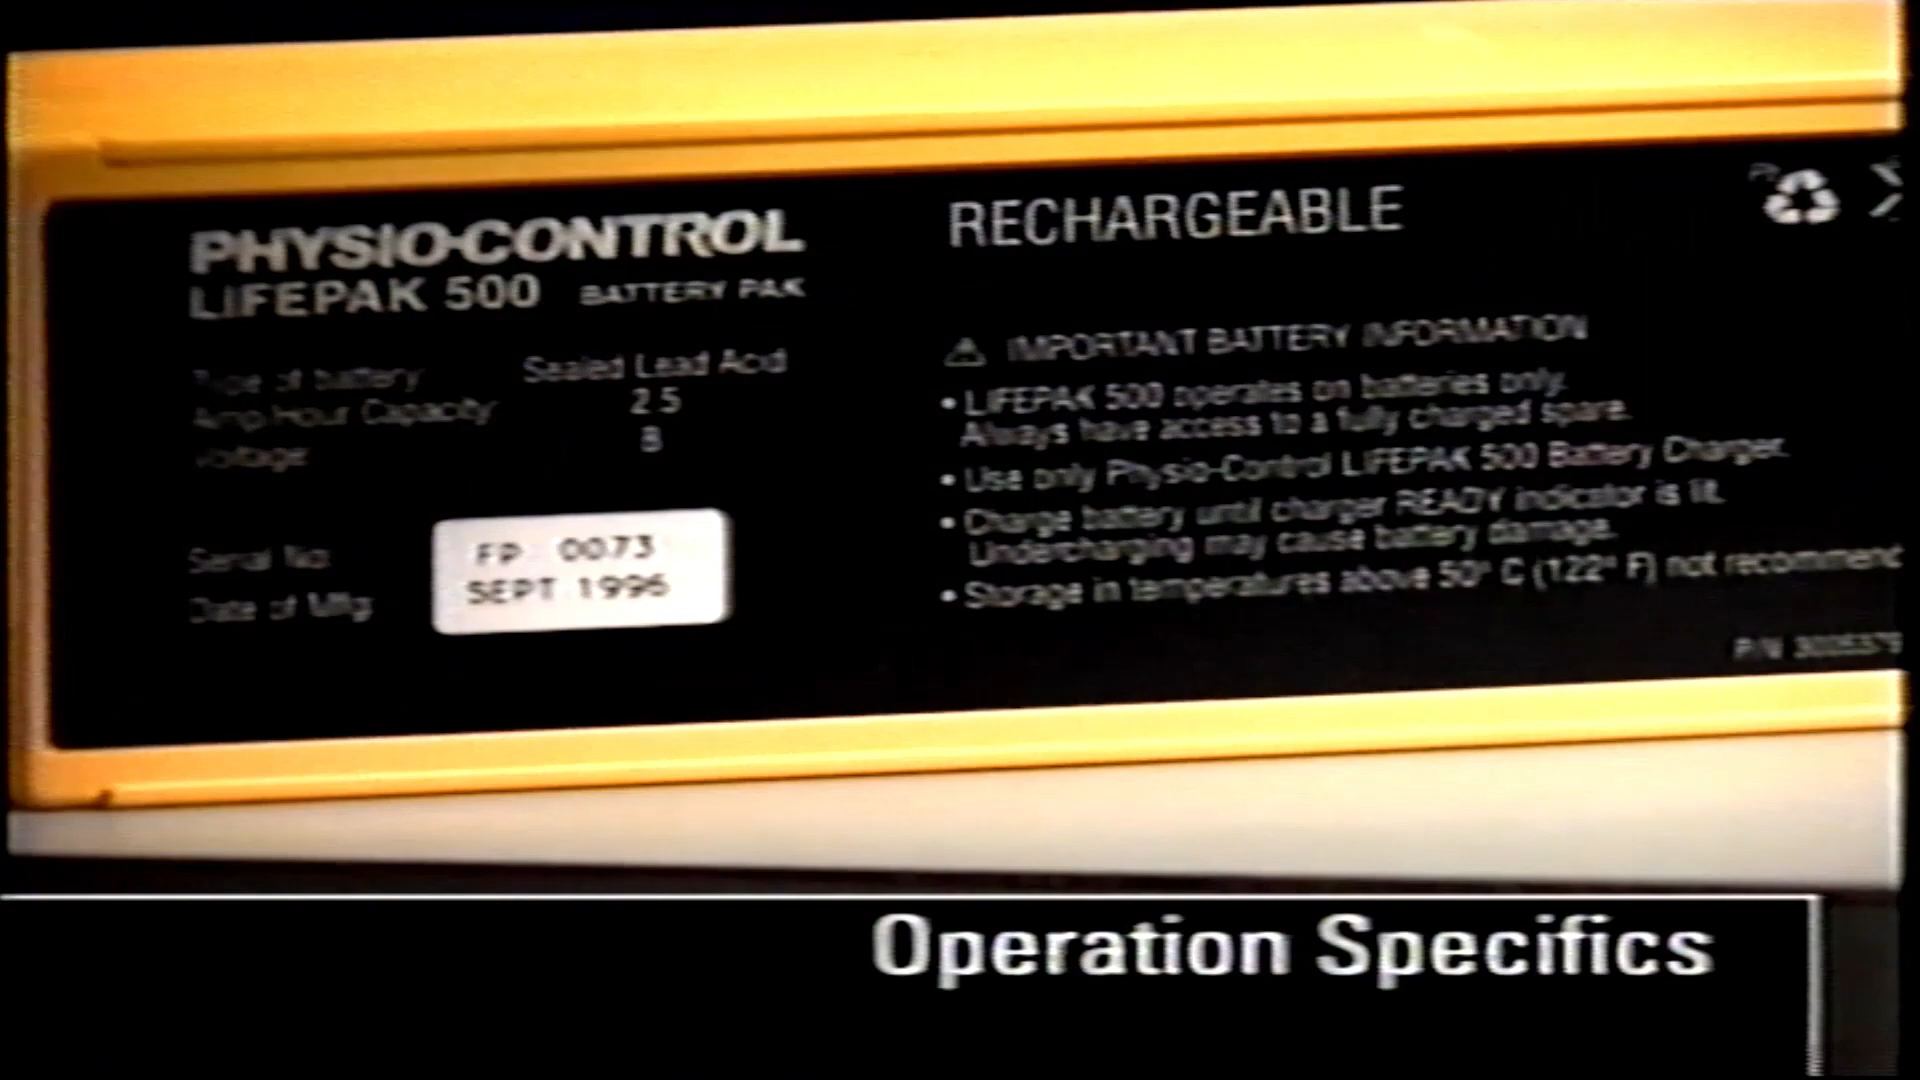 PHYSIO-CONTROL
LIFEPAK 500 BATTERY PAK
Type of battery Sealed Lead Acid
Amp Hour Capacity 2.5
Voltage 8
Serial No.
FP 0073
Date of Mfg.
SEPT 1996
RECHARGEABLE
Pb
⚠ IMPORTANT BATTERY INFORMATION
• LIFEPAK 500 operates on batteries only.
Always have access to a fully charged spare.
• Use only Physio-Control LIFEPAK 500 Battery Charger.
• Charge battery until charger READY indicator is lit.
Undercharging may cause battery damage.
• Storage in temperatures above 50° C (122° F) not recommend
P/N
Operation Specifics